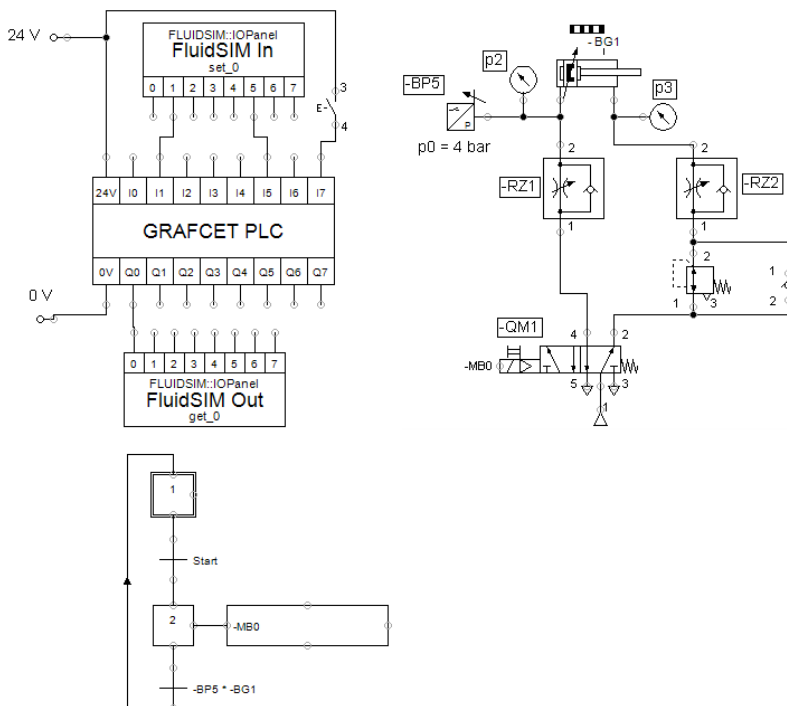 24 V
FLUIDSIM::IOPanel
FluidSIM In
set_0
0 1 2 3 4 5 6 7
3
E-
4
24V I0 I1 I2 I3 I4 I5 I6 I7
GRAFCET PLC
0V Q0 Q1 Q2 Q3 Q4 Q5 Q6 Q7
0 V
0 1 2 3 4 5 6 7
FLUIDSIM::IOPanel
FluidSIM Out
get_0
1
Start
2
-MB0
-BP5 * -BG1
-BG1
p2
-BP5
P
p0 = 4 bar
p3
2
2
-RZ1
-RZ2
1
1
2
1
3
1
2
-QM1
4
2
-MB0
5
3
1